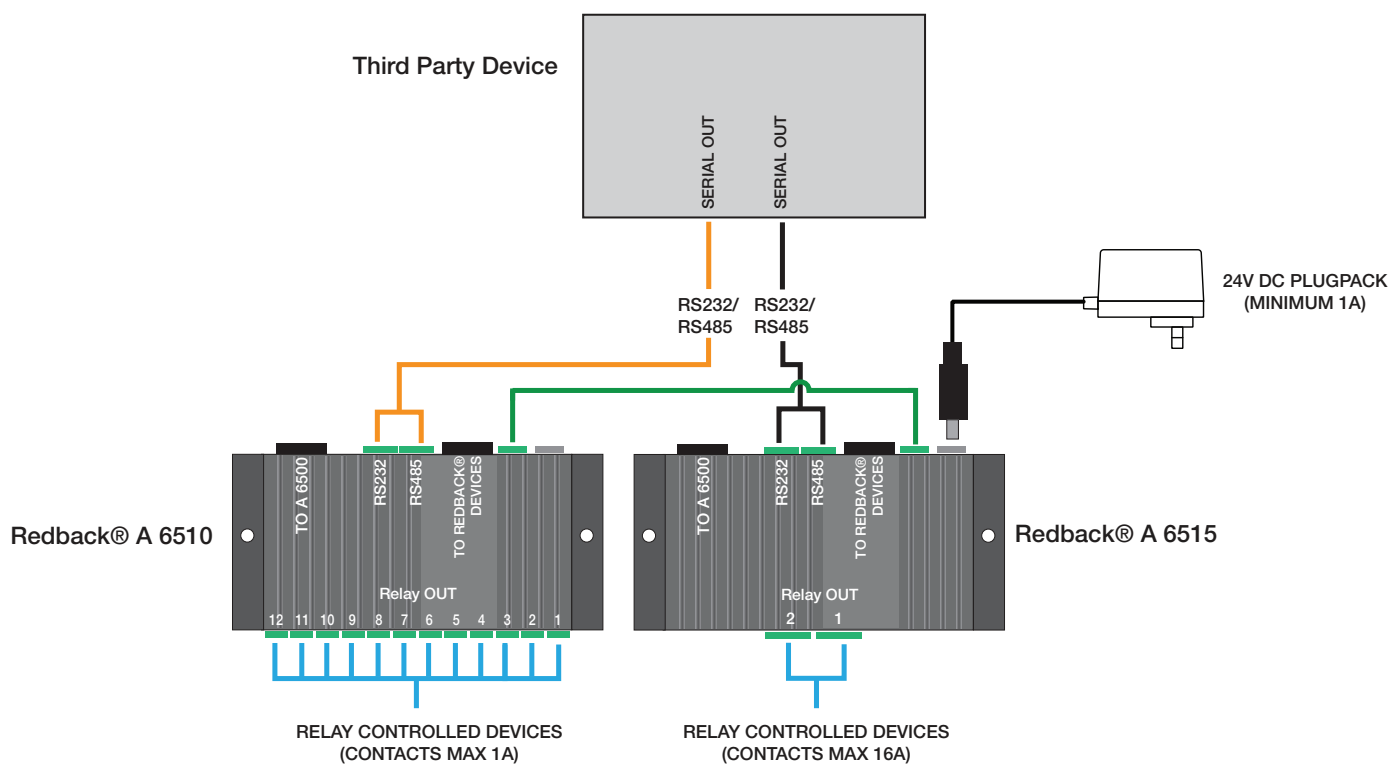 Third Party Device
SERIAL OUT
SERIAL OUT
RS232/
RS485
RS232/
RS485
24V DC PLUGPACK
(MINIMUM 1A)
Redback® A 6510
TO A 6500
RS232
RS485
TO REDBACK®
DEVICES
Relay OUT
12 11 10 9 8 7 6 5 4 3 2 1
RELAY CONTROLLED DEVICES
(CONTACTS MAX 1A)
TO A 6500
RS232
RS485
TO REDBACK®
DEVICES
Redback® A 6515
Relay OUT
2 1
RELAY CONTROLLED DEVICES
(CONTACTS MAX 16A)